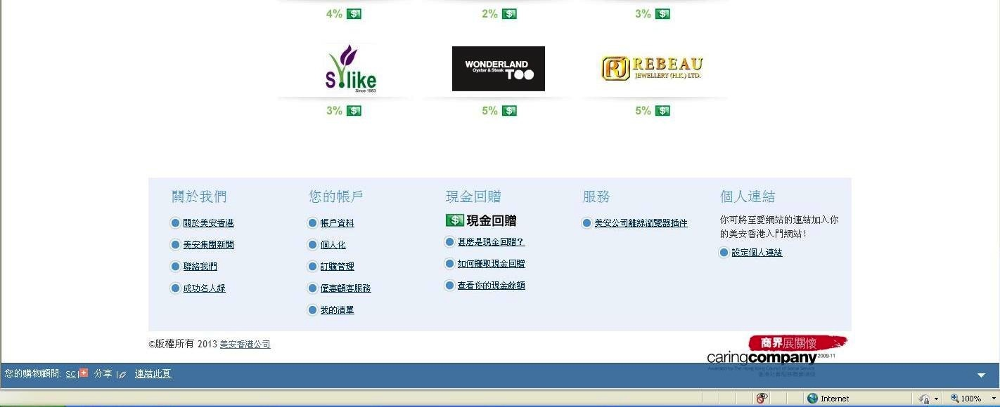 4% $
2% $
3% $
S.like
Since 1983
WONDERLAND
Oyster & Steak TOO
RJ REBEAU
JEWELLERY (H.K.) LTD.
3% $
5% $
5% $
關於我們
關於美安香港
美安集團新聞
聯絡我們
成功名人錄
您的帳戶
帳戶資料
個人化
訂購管理
優惠顧客服務
我的清單
現金回贈
$ 現金回贈
甚麽是現金回贈？
如何賺取現金回贈
查看你的現金餘額
服務
美安公司離線瀏覽器插件
個人連結
你可將至愛網站的連結加入你
的美安香港入門網站！
設定個人連結
©版權所有 2013 美安香港公司
商界展關懷
caringcompany 2009-11
Awarded by The Hong Kong Council of Social Service
香港社會服務聯會頒發
您的購物顧問: SC 分享 連結此頁
Internet
100%